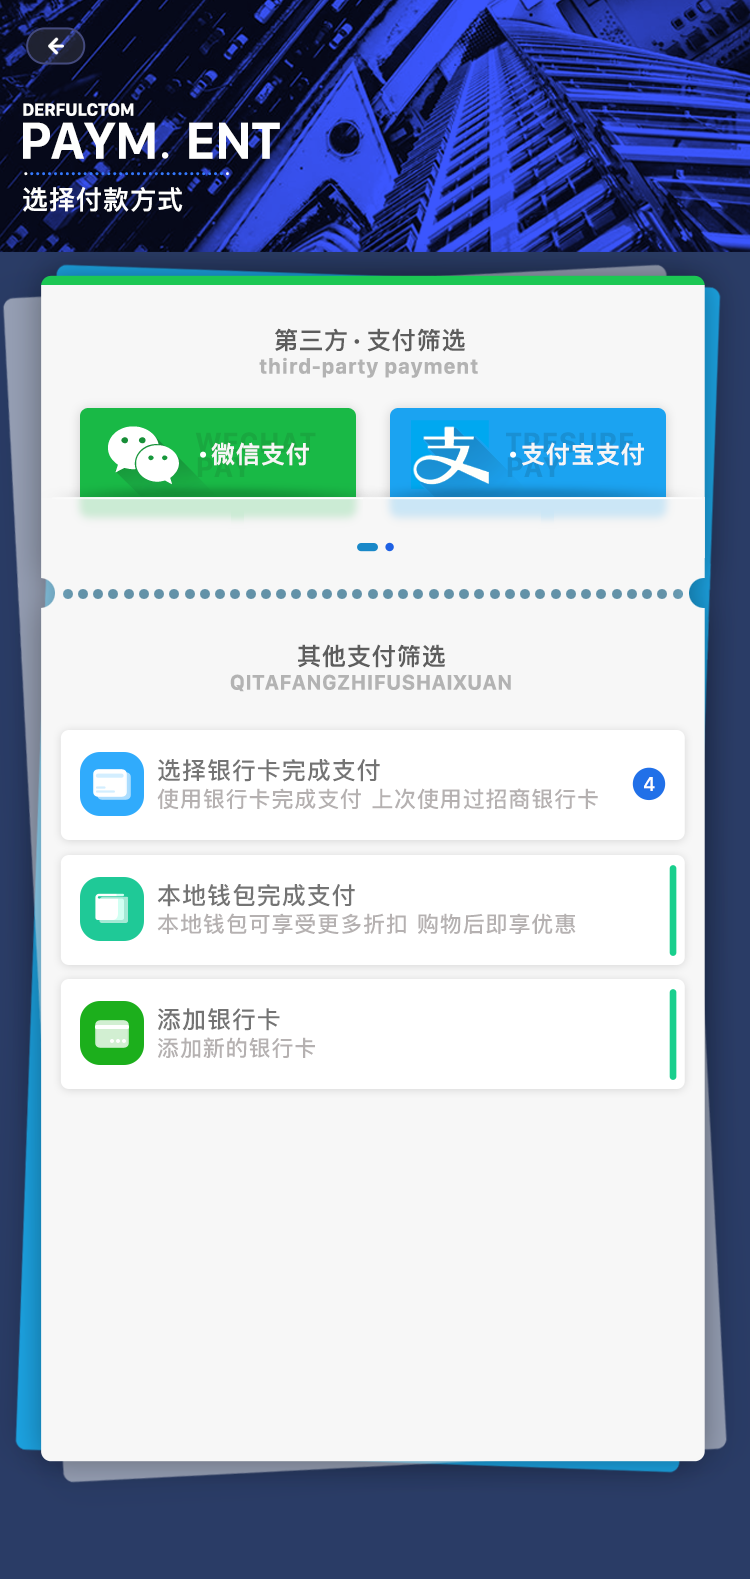 DERFULCTOM
PAYM. ENT
选择付款方式
第三方·支付筛选
third-party payment
WECHAT
PAY
·微信支付
TRESURE
PAY
·支付宝支付
其他支付筛选
QITAFANGZHIFUSHAIXUAN
选择银行卡完成支付
使用银行卡完成支付 上次使用过招商银行卡
4
本地钱包完成支付
本地钱包可享受更多折扣 购物后即享优惠
添加银行卡
添加新的银行卡